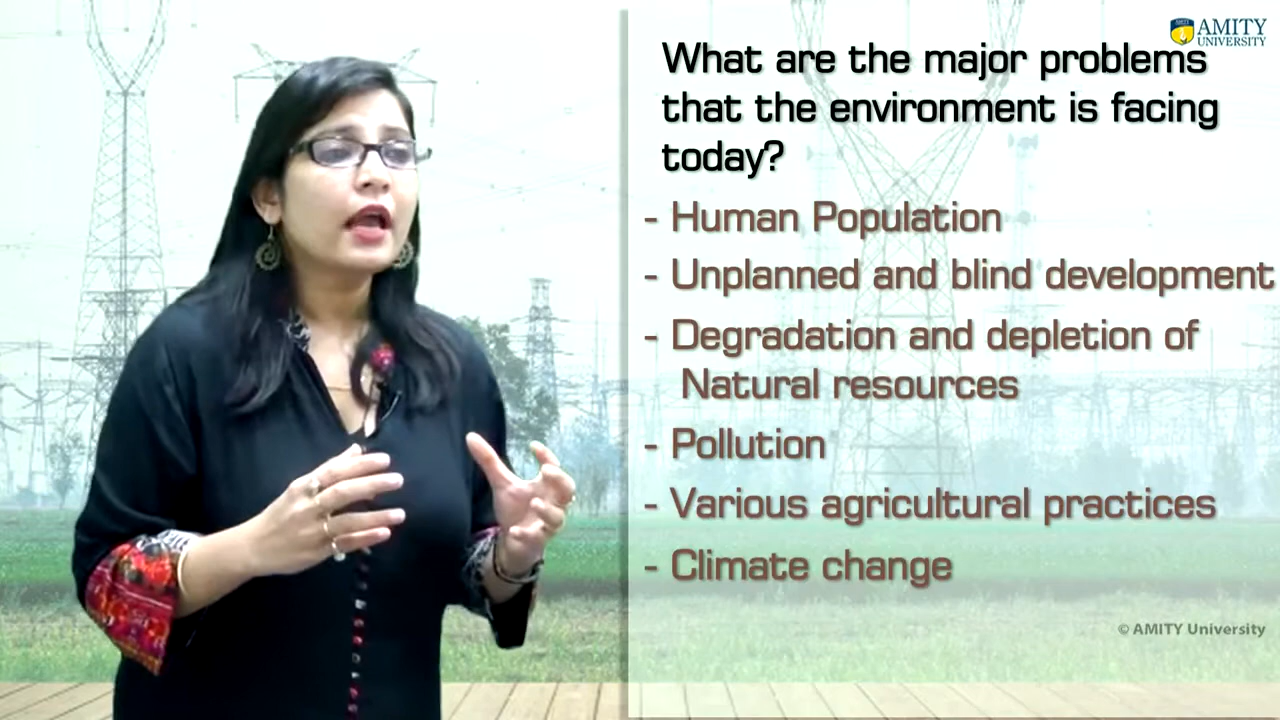 AMITY
UNIVERSITY
What are the major problems
that the environment is facing
today?
- Human Population
- Unplanned and blind development
- Degradation and depletion of
Natural resources
- Pollution
- Various agricultural practices
- Climate change
© AMITY University